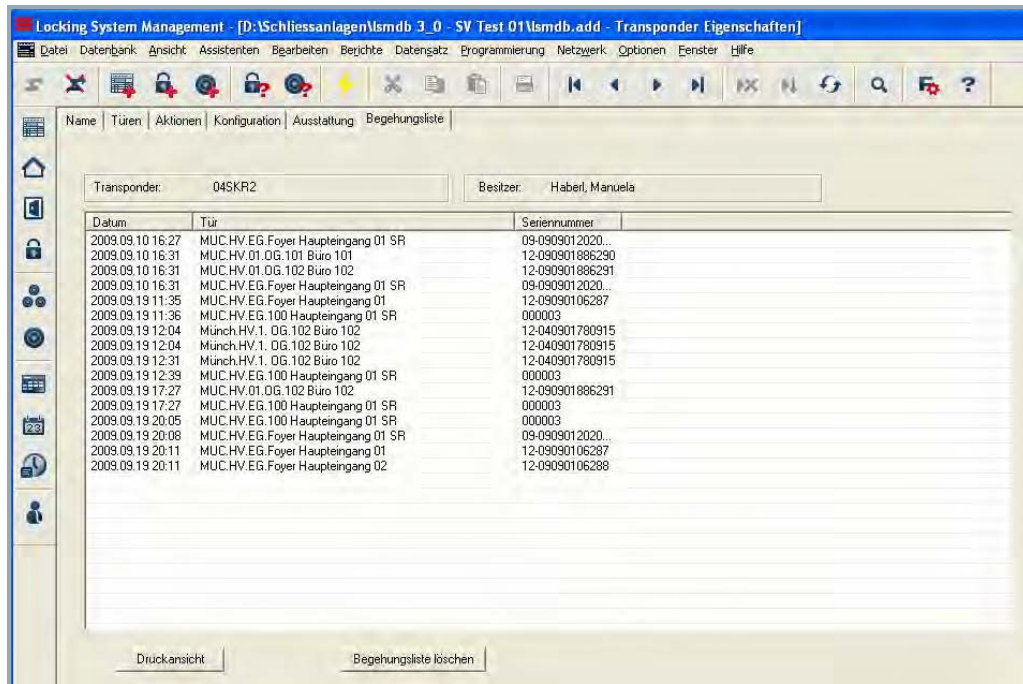 Locking System Management - [D:\Schliessanlagen\lsmdb 3_0 - SV Test 01\lsmdb.add - Transponder Eigenschaften]
Datei Datenbank Ansicht Assistenten Bearbeiten Berichte Datensatz Programmierung Netzwerk Optionen Fenster Hilfe
Name Türen Aktionen Konfiguration Ausstattung Begehungsliste
Transponder: 04SKR2 Besitzer: Haberl, Manuela
Datum Tür Seriennummer
2009.09.10 16:27 MUC.HV.EG.Foyer Haupteingang 01 SR 09-0909012020...
2009.09.10 16:31 MUC.HV.01.OG.101 Büro 101 12-090901886290
2009.09.10 16:31 MUC.HV.01.OG.102 Büro 102 12-090901886291
2009.09.10 16:31 MUC.HV.EG.Foyer Haupteingang 01 SR 09-0909012020...
2009.09.19 11:35 MUC.HV.EG.Foyer Haupteingang 01 12-09090106287
2009.09.19 11:36 MUC.HV.EG.100 Haupteingang 01 SR 000003
2009.09.19 12:04 Münch.HV.1. OG.102 Büro 102 12-040901780915
2009.09.19 12:04 Münch.HV.1. OG.102 Büro 102 12-040901780915
2009.09.19 12:31 Münch.HV.1. OG.102 Büro 102 12-040901780915
2009.09.19 12:39 MUC.HV.EG.100 Haupteingang 01 SR 000003
2009.09.19 17:27 MUC.HV.01.OG.102 Büro 102 12-090901886291
2009.09.19 17:27 MUC.HV.EG.100 Haupteingang 01 SR 000003
2009.09.19 20:05 MUC.HV.EG.100 Haupteingang 01 SR 000003
2009.09.19 20:08 MUC.HV.EG.Foyer Haupteingang 01 SR 09-0909012020...
2009.09.19 20:11 MUC.HV.EG.Foyer Haupteingang 01 12-09090106287
2009.09.19 20:11 MUC.HV.EG.Foyer Haupteingang 02 12-09090106288
23
Druckansicht Begehungsliste löschen